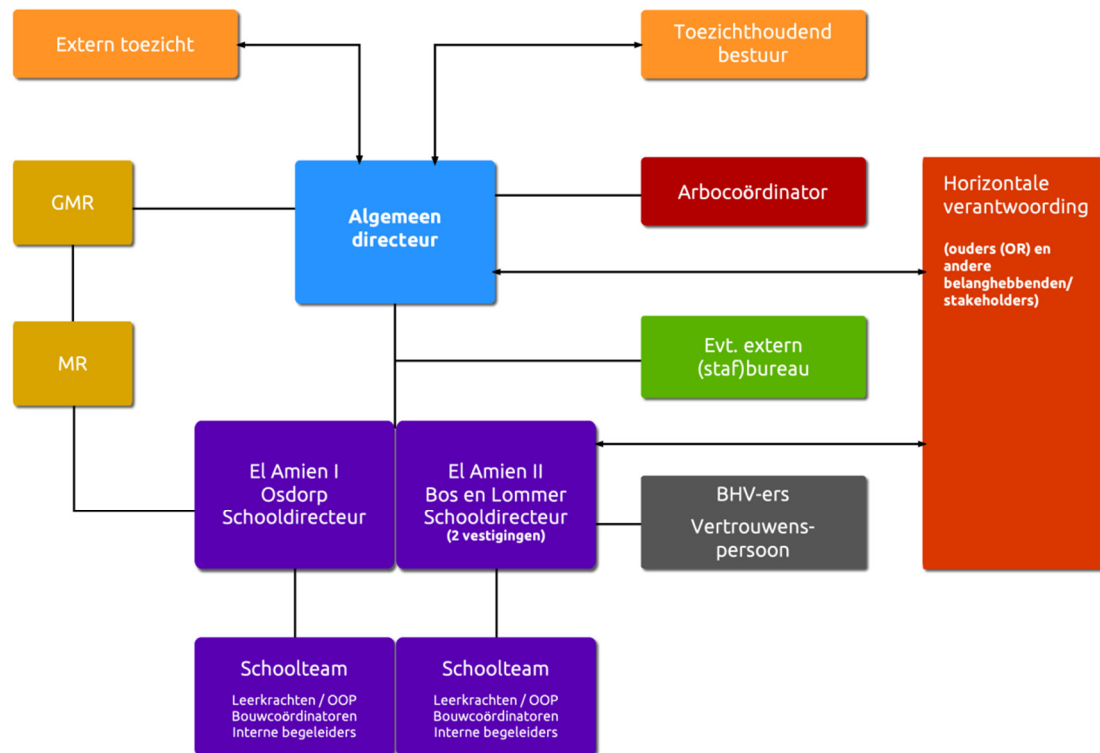 Extern toezicht
Toezichthoudend
bestuur
GMR
Algemeen
directeur
Arbocoördinator
Horizontale
verantwoording
(ouders (OR) en
andere
belanghebbenden/
stakeholders)
MR
Evt. extern
(staf)bureau
El Amien I
Osdorp
Schooldirecteur
El Amien II
Bos en Lommer
Schooldirecteur
(2 vestigingen)
BHV-ers
Vertrouwens-
persoon
Schoolteam
Leerkrachten / OOP
Bouwcoördinatoren
Interne begeleiders
Schoolteam
Leerkrachten / OOP
Bouwcoördinatoren
Interne begeleiders